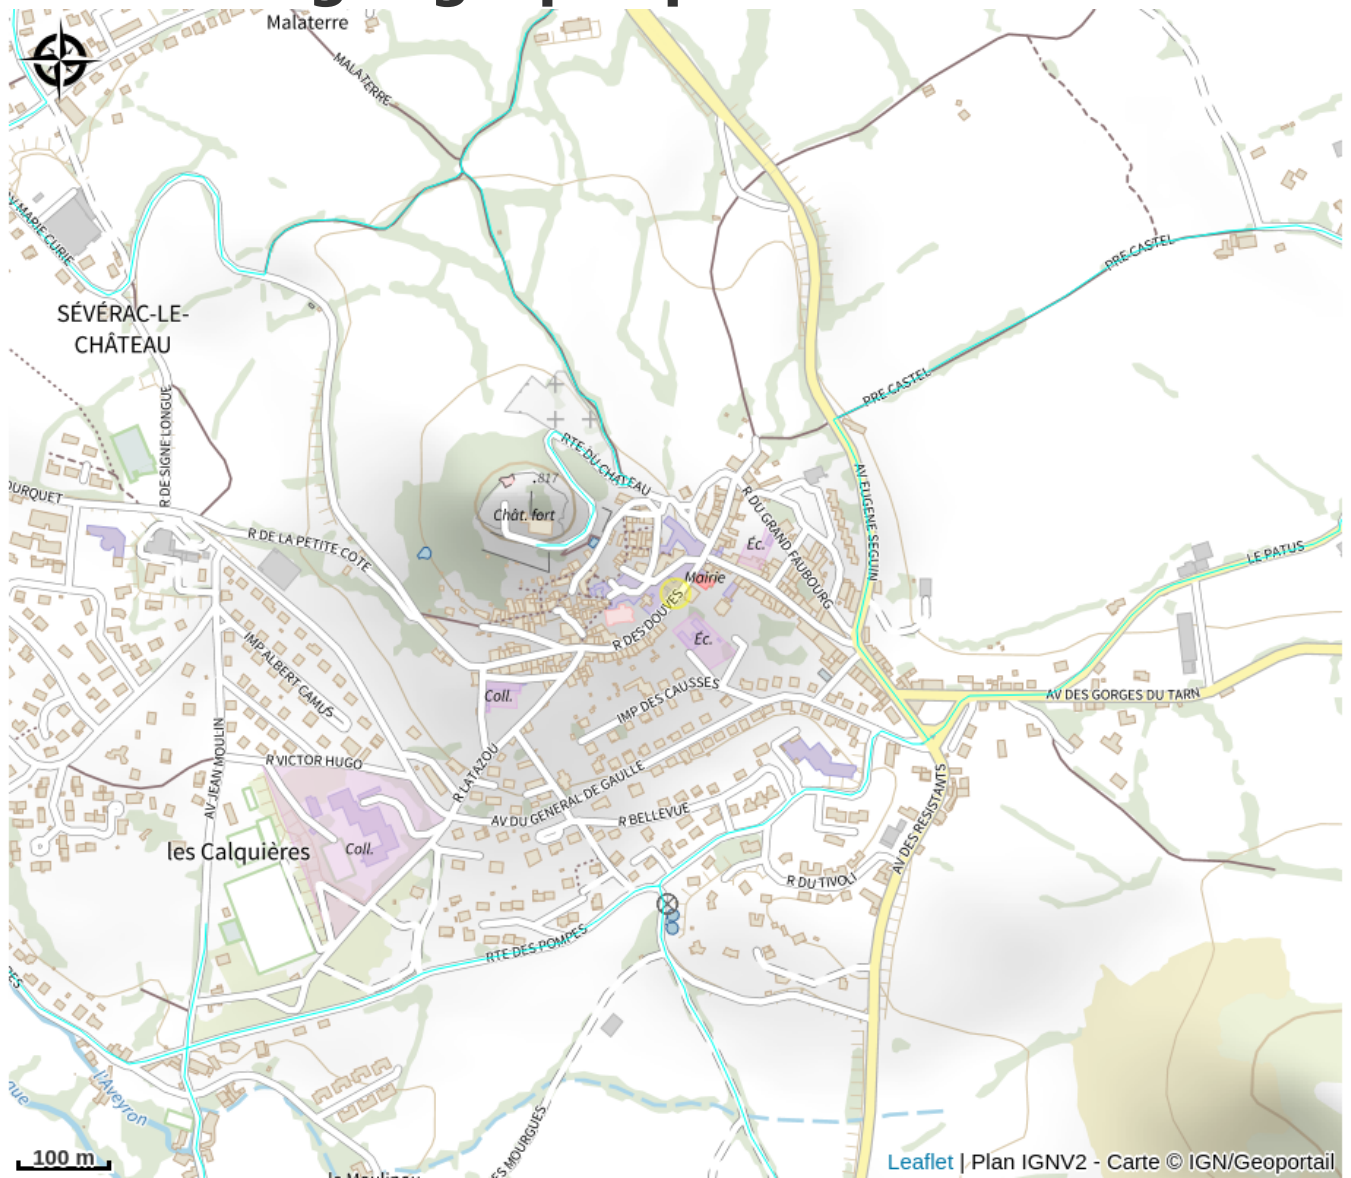 Malaterre
MALATERRE
AV MARIE CURIE
SÉVÉRAC-LE-
CHÂTEAU
PRE CASTEL
PRE CASTEL
R DE SIGNE LONGUE
RTE DU CHATEAU
.817
Chât. fort
R DU GRAND FAUBOURG
AV EUGENE SEGUIN
OURQUET
R DE LA PETITE COTE
Éc.
Mairie
LE PATUS
R DES DOUVES
Éc.
IMP ALBERT CAMUS
IMP DES CAUSSES
Coll.
AV DES GORGES DU TARN
AV JEAN MOULIN
R VICTOR HUGO
R LATAZOU
AV DU GENERAL DE GAULLE
R BELLEVUE
AV DES RESISTANTS
les Calquières
Coll.
R DU TIVOLI
RTE DES POMPES
l'Aveyron
ES MOURGUES
100 m
Leaflet | Plan IGNV2 - Carte © IGN/Geoportail